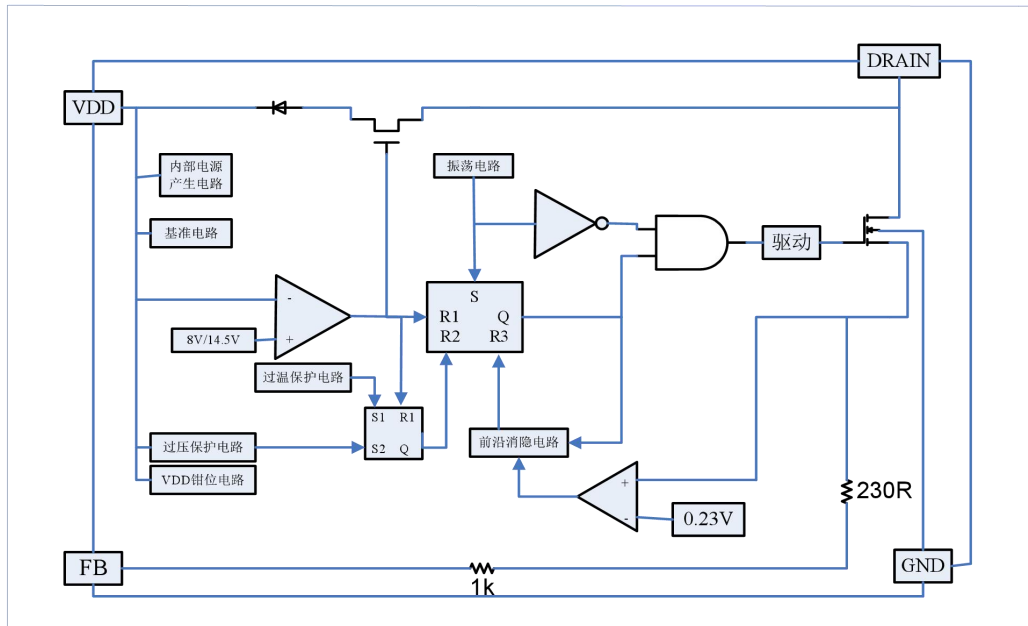 DRAIN
VDD
内部电源
产生电路
振荡电路
基准电路
驱动
S
-
R1
Q
8V/14.5V
+
R2
R3
过温保护电路
S1
R1
过压保护电路
S2
Q
前沿消隐电路
VDD钳位电路
+
230R
-
0.23V
FB
GND
1k